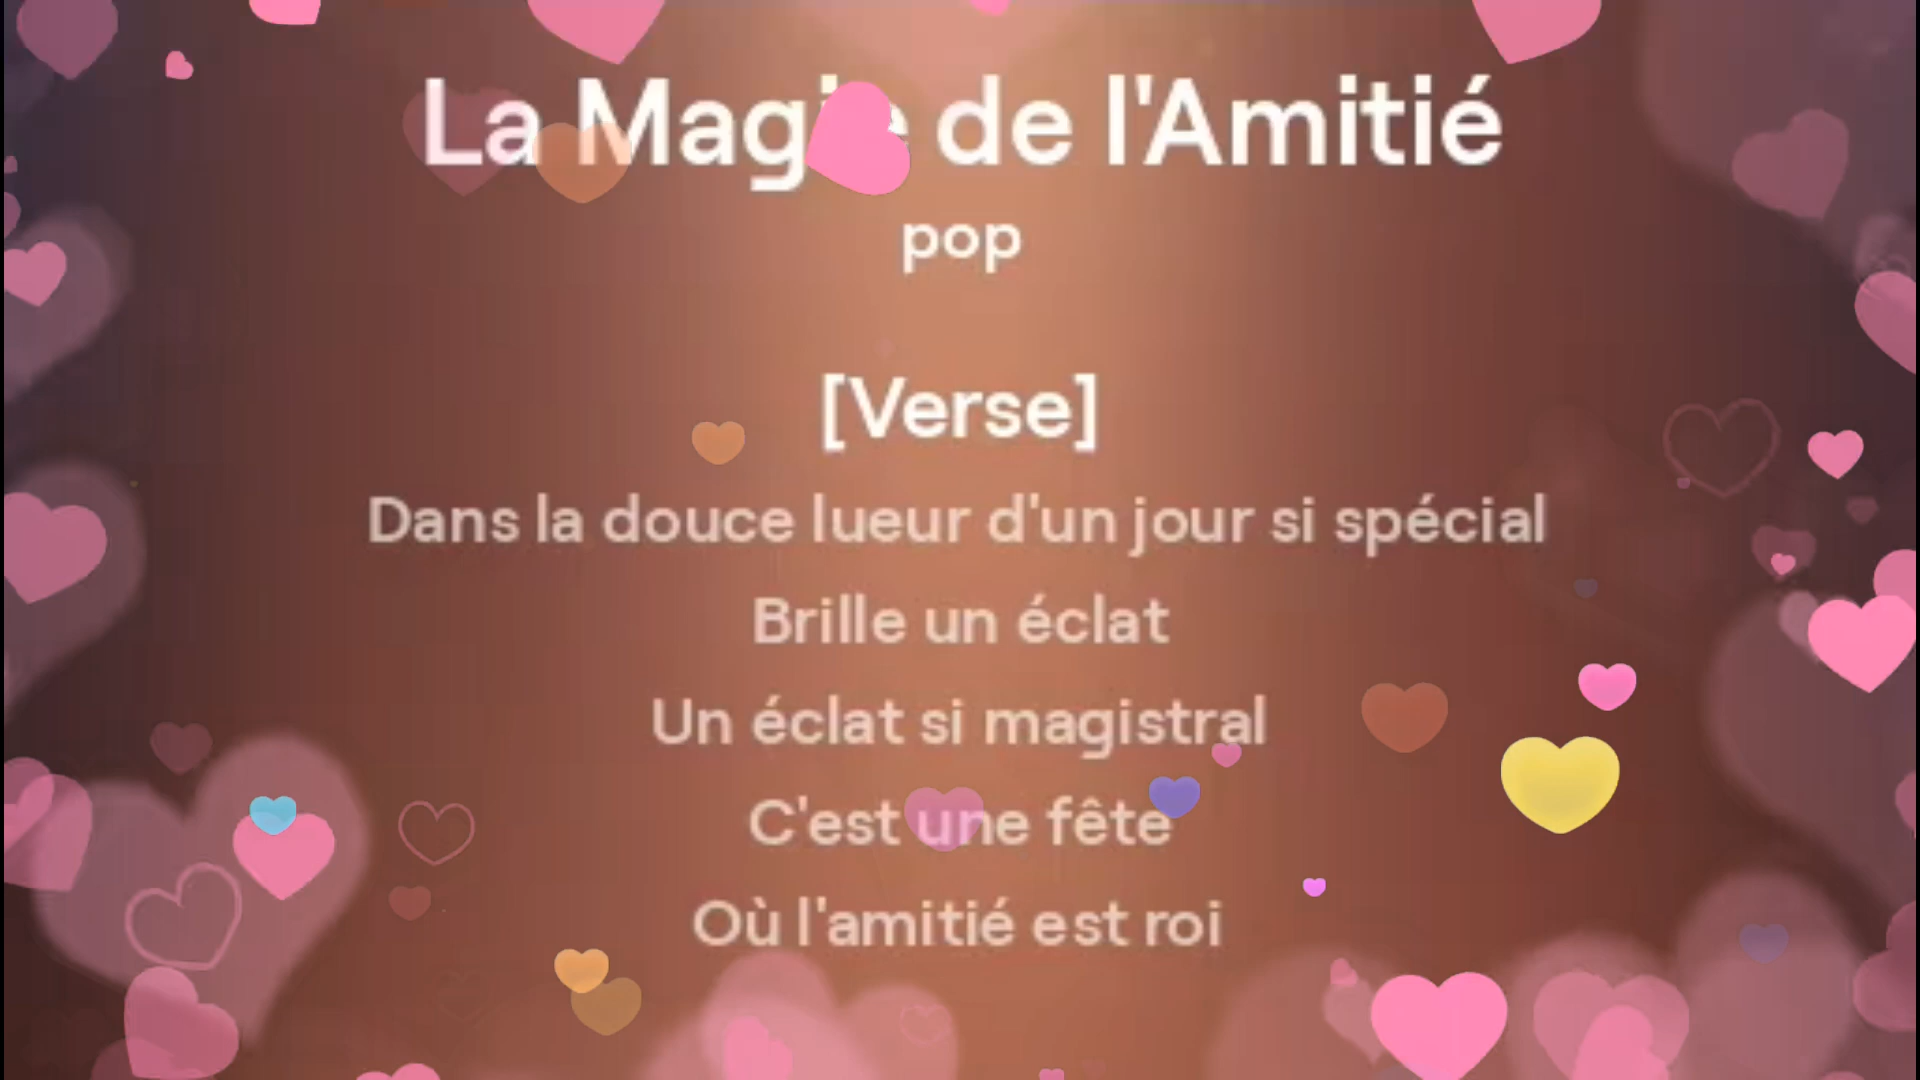 La Magie de l'Amitié
pop
[Verse]
Dans la douce lueur d'un jour si spécial
Brille un éclat
Un éclat si magistral
C'est une fête
Où l'amitié est roi